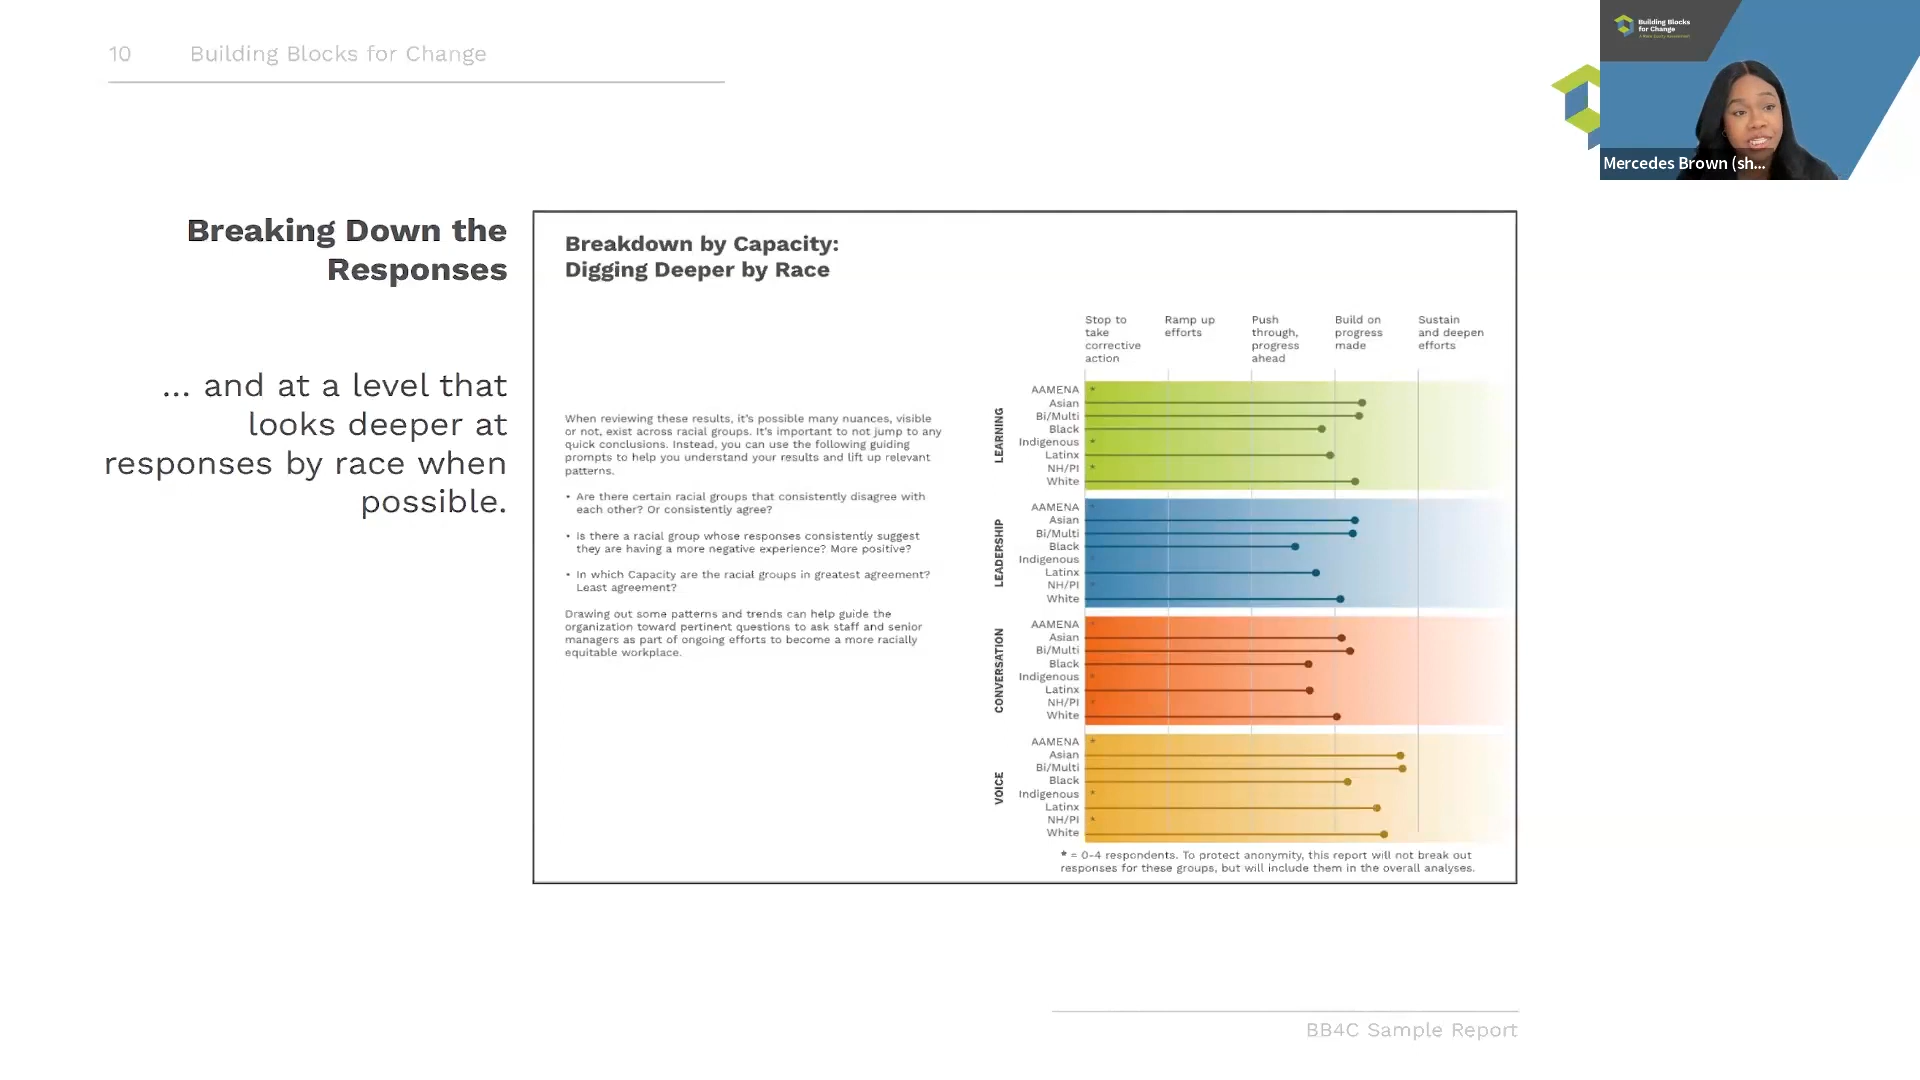 10 Building Blocks for Change
Building Blocks
for Change
A Race Equity Assessment
Mercedes Brown (sh...
Breaking Down the
Responses
... and at a level that
looks deeper at
responses by race when
possible.
Breakdown by Capacity:
Digging Deeper by Race
When reviewing these results, it's possible many nuances, visible
or not, exist across racial groups. It's important to not jump to any
quick conclusions. Instead, you can use the following guiding
prompts to help you understand your results and lift up relevant
patterns.
• Are there certain racial groups that consistently disagree with
each other? Or consistently agree?
• Is there a racial group whose responses consistently suggest
they are having a more negative experience? More positive?
• In which Capacity are the racial groups in greatest agreement?
Least agreement?
Drawing out some patterns and trends can help guide the
organization toward pertinent questions to ask staff and senior
managers as part of ongoing efforts to become a more racially
equitable workplace.
Stop to
take
corrective
action
Ramp up
efforts
Push
through,
progress
ahead
Build on
progress
made
Sustain
and deepen
efforts
LEARNING
AAMENA *
Asian
Bi/Multi
Black
Indigenous *
Latinx
NH/PI *
White
LEADERSHIP
AAMENA *
Asian
Bi/Multi
Black
Indigenous
Latinx
NH/PI *
White
CONVERSATION
AAMENA *
Asian
Bi/Multi
Black
Indigenous *
Latinx
NH/PI *
White
VOICE
AAMENA *
Asian
Bi/Multi
Black
Indigenous *
Latinx
NH/PI *
White
* = 0-4 respondents. To protect anonymity, this report will not break out
responses for these groups, but will include them in the overall analyses.
BB4C Sample Report